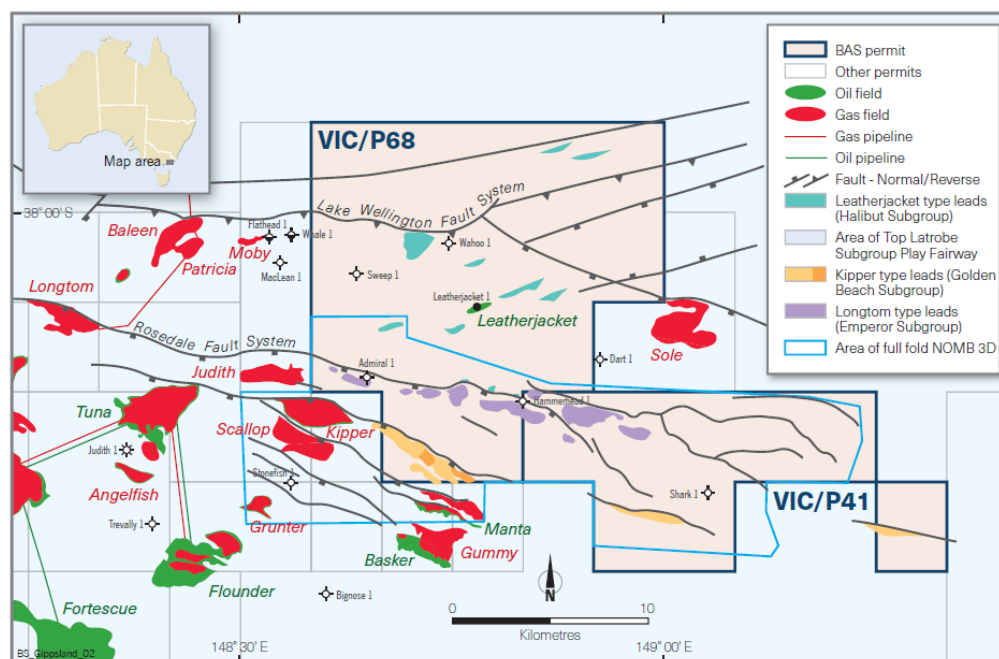 Map area
VIC/P68
BAS permit
Other permits
Oil field
Gas field
Gas pipeline
Oil pipeline
Fault - Normal/Reverse
Leatherjacket type leads
(Halibut Subgroup)
Area of Top Latrobe
Subgroup Play Fairway
Kipper type leads (Golden
Beach Subgroup)
Longtom type leads
(Emperor Subgroup)
Area of full fold NOMB 3D
38° 00' S
Lake Wellington Fault System
Baleen
Patricia
Flathead 1
Whale 1
Moby
MacLean 1
Wahoo 1
Sweep 1
Longtom
Leatherjacket 1
Leatherjacket
Rosedale Fault System
Sole
Dart 1
Judith
Admiral 1
Hammerhead 1
Tuna
Scallop
Kipper
Judith 1
Stonefish 1
Angelfish
Shark 1
VIC/P41
Trevally 1
Grunter
Manta
Basker
Gummy
Flounder
Bignose 1
Fortescue
N
0 10
Kilometres
148° 30' E
149° 00' E
BS_Gippsland_02